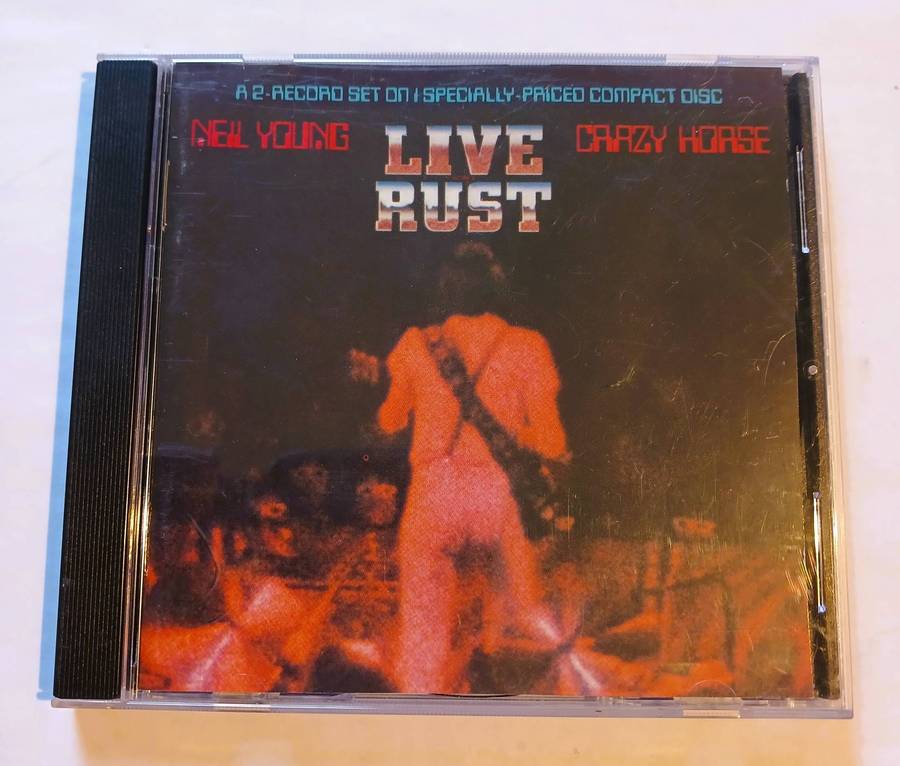 A 2-RECORD SET ON 1 SPECIALLY-PRICED COMPACT DISC
NEIL YOUNG
LIVE
RUST
CRAZY HORSE